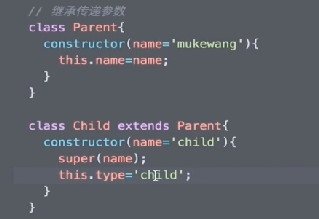 // 继承传递参数
class Parent{
constructor(name='mukewang'){
this.name=name;
}
}
class Child extends Parent{
constructor(name='child'){
super(name);
this.type='child';
}
}